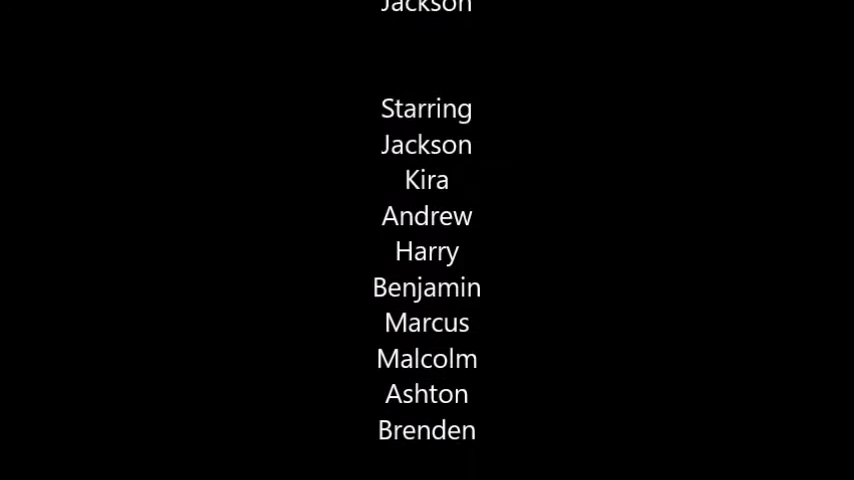 Jackson
Starring
Jackson
Kira
Andrew
Harry
Benjamin
Marcus
Malcolm
Ashton
Brenden